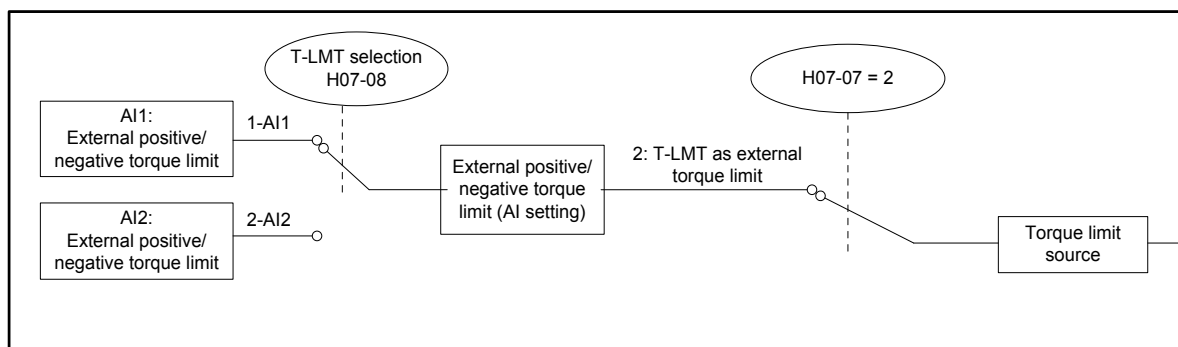 T-LMT selection
H07-08
H07-07 = 2
AI1:
External positive/
negative torque limit
1-AI1
AI2:
External positive/
negative torque limit
2-AI2
External positive/
negative torque
limit (AI setting)
2: T-LMT as external
torque limit
Torque limit
source